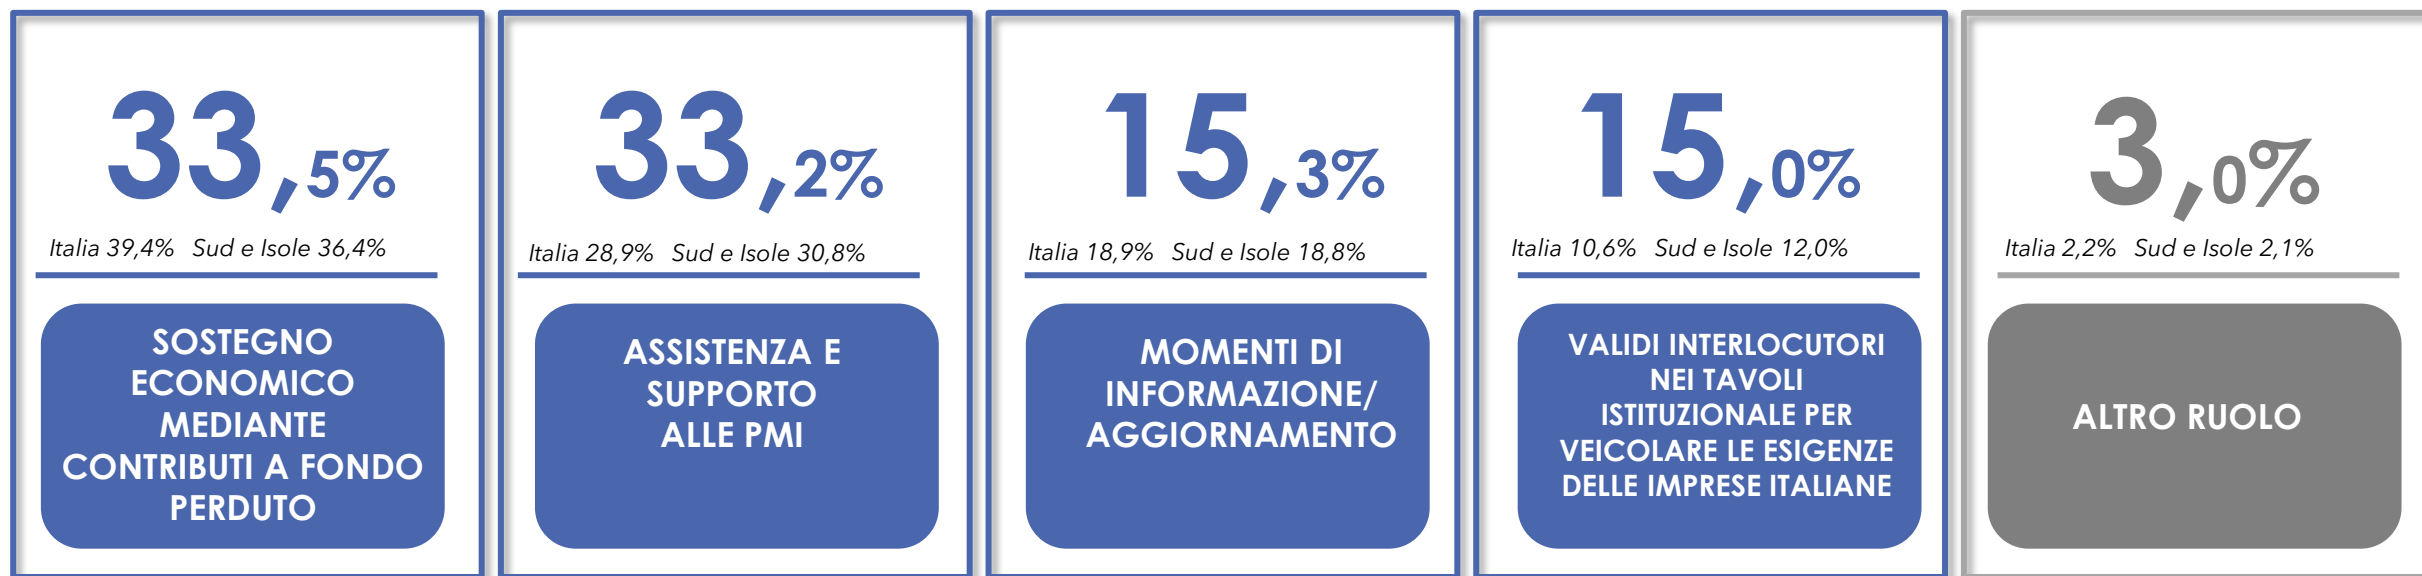 33,5%
Italia 39,4% Sud e Isole 36,4%
SOSTEGNO
ECONOMICO
MEDIANTE
CONTRIBUTI A FONDO
PERDUTO
33,2%
Italia 28,9% Sud e Isole 30,8%
ASSISTENZA E
SUPPORTO
ALLE PMI
15,3%
Italia 18,9% Sud e Isole 18,8%
MOMENTI DI
INFORMAZIONE/
AGGIORNAMENTO
15,0%
Italia 10,6% Sud e Isole 12,0%
VALIDI INTERLOCUTORI
NEI TAVOLI
ISTITUZIONALE PER
VEICOLARE LE ESIGENZE
DELLE IMPRESE ITALIANE
3,0%
Italia 2,2% Sud e Isole 2,1%
ALTRO RUOLO